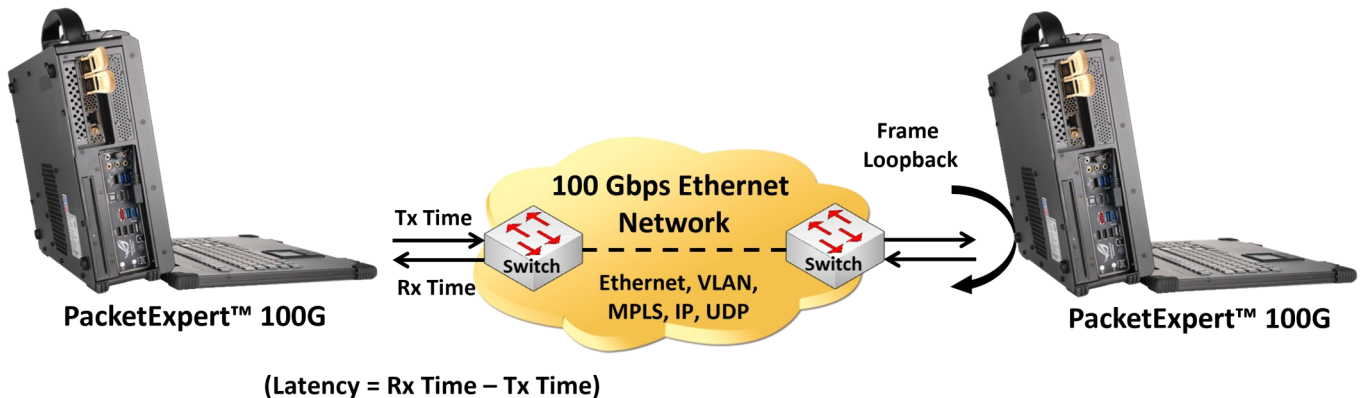 Frame
Loopback
100 Gbps Ethernet
Network
Tx Time
Rx Time
Switch
Switch
Ethernet, VLAN,
MPLS, IP, UDP
PacketExpert™ 100G
PacketExpert™ 100G
(Latency = Rx Time – Tx Time)